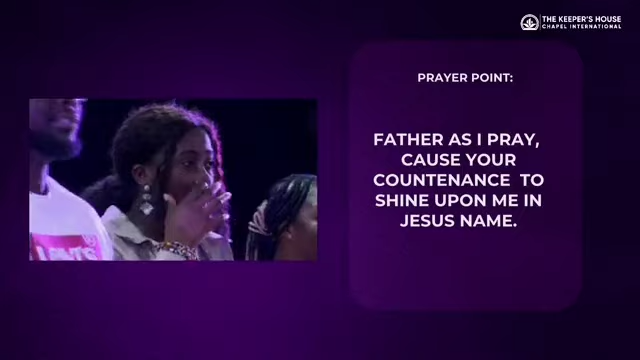 THE KEEPER'S HOUSE
CHAPEL INTERNATIONAL
PRAYER POINT:
FATHER AS I PRAY,
CAUSE YOUR
COUNTENANCE TO
SHINE UPON ME IN
JESUS NAME.